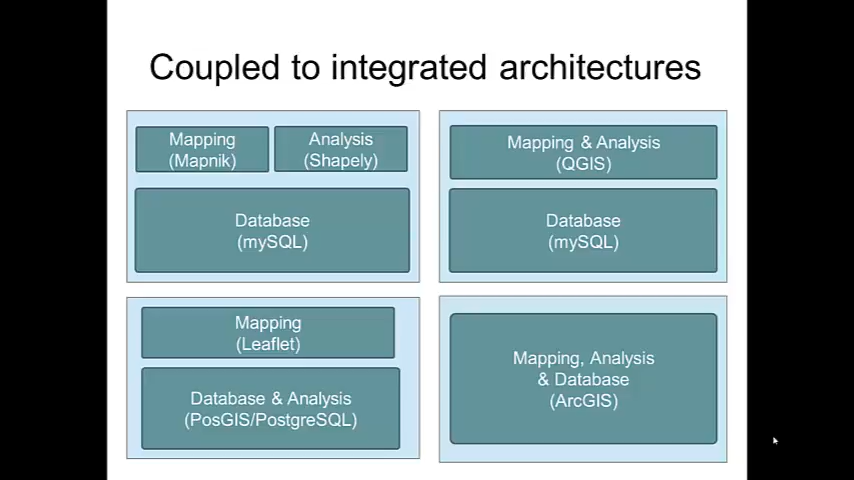 Coupled to integrated architectures
Mapping
(Mapnik)
Analysis
(Shapely)
Database
(mySQL)
Mapping & Analysis
(QGIS)
Database
(mySQL)
Mapping
(Leaflet)
Database & Analysis
(PosGIS/PostgreSQL)
Mapping, Analysis
& Database
(ArcGIS)